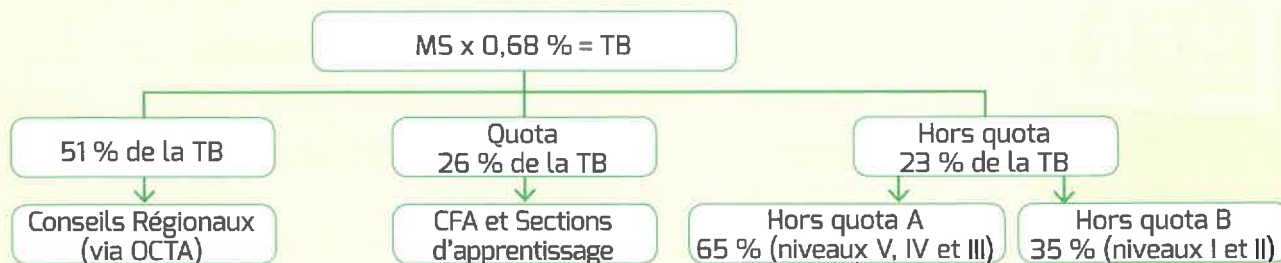 MS x 0,68 % = TB
51 % de la TB
Quota
26 % de la TB
Hors quota
23 % de la TB
Conseils Régionaux
(via OCTA)
CFA et Sections
d'apprentissage
Hors quota A
65 % (niveaux V, IV et III)
Hors quota B
35 % (niveaux I et II)